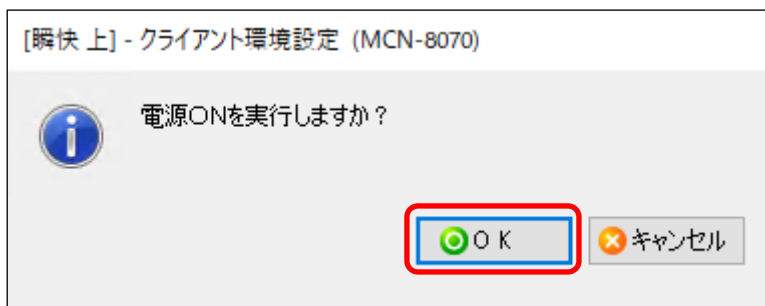 [瞬快 上] - クライアント環境設定 (MCN-8070)
電源ONを実行しますか？
ＯＫ
キャンセル